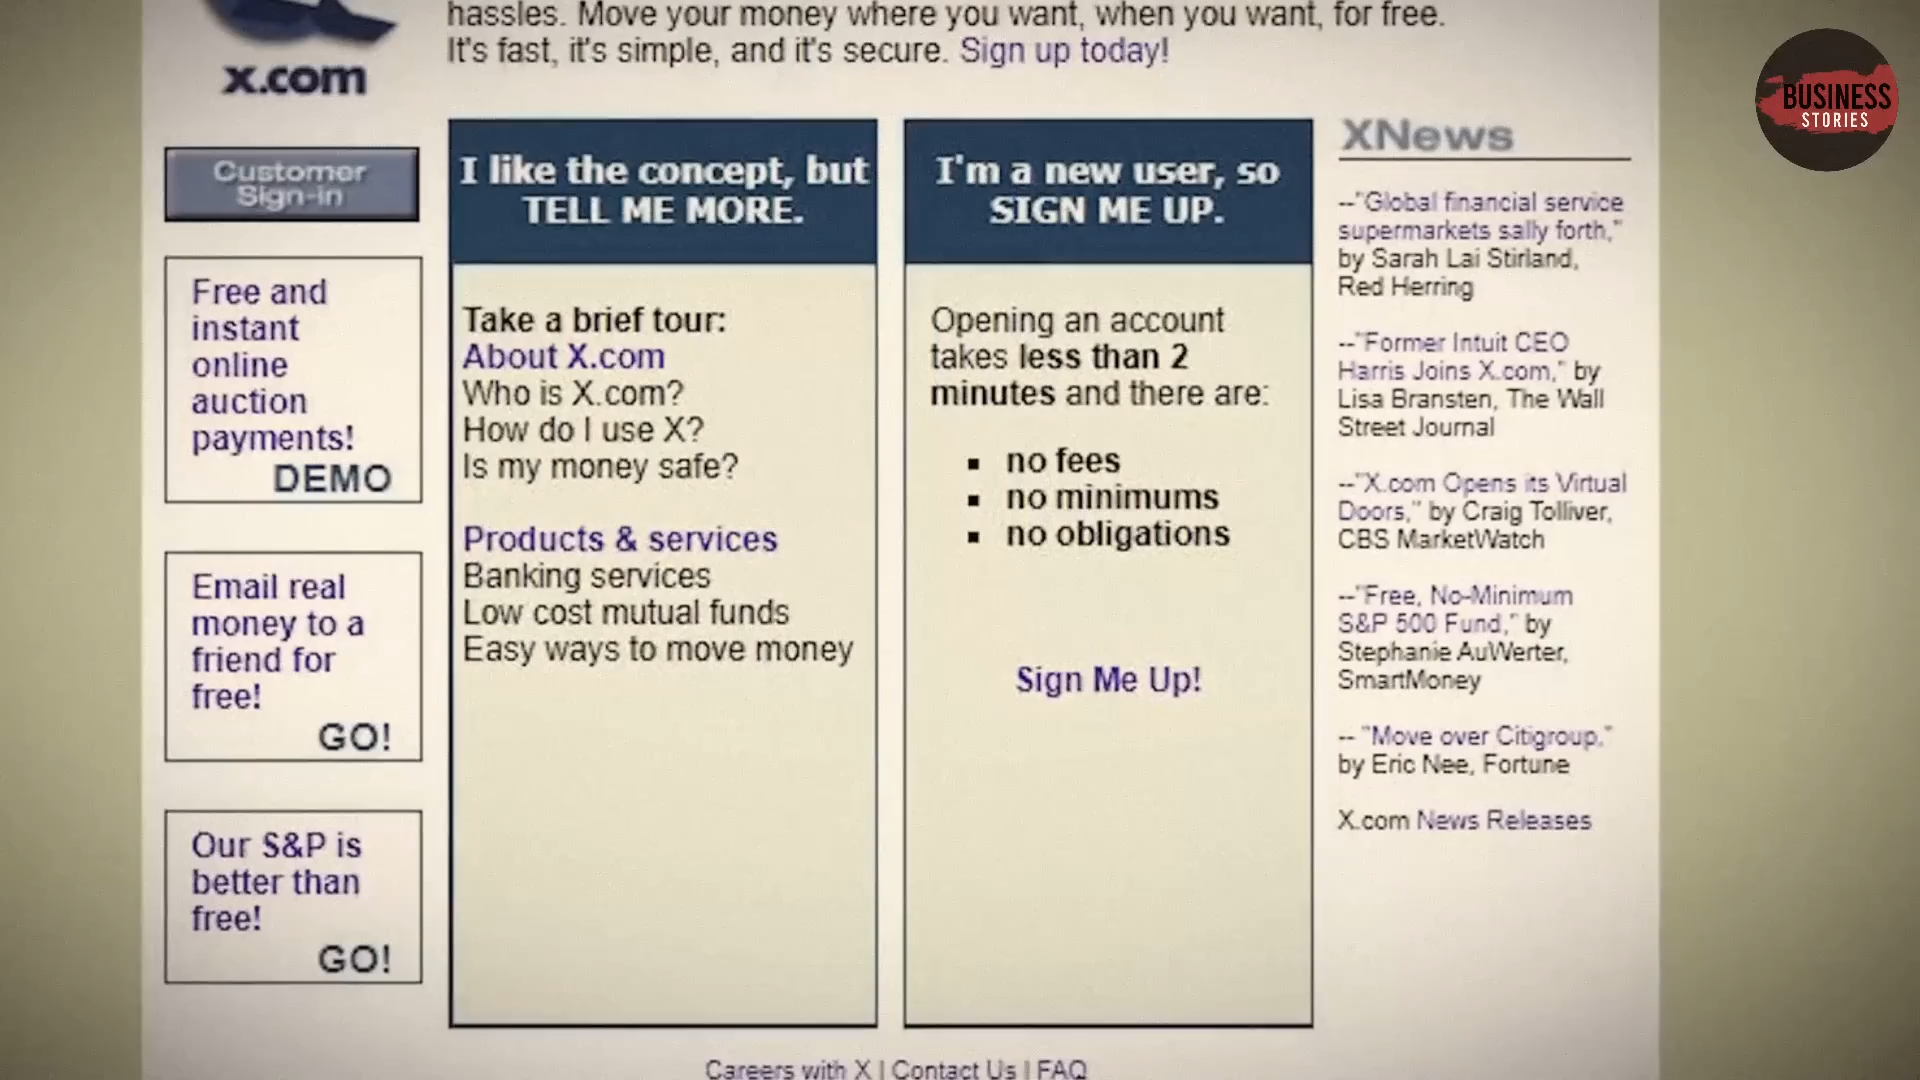 hassles. Move your money where you want, when you want, for free.
It's fast, it's simple, and it's secure. Sign up today!
x.com
Customer
Sign-in
Free and
instant
online
auction
payments!
DEMO
Email real
money to a
friend for
free!
GO!
Our S&P is
better than
free!
GO!
I like the concept, but
TELL ME MORE.
Take a brief tour:
About X.com
Who is X.com?
How do I use X?
Is my money safe?
Products & services
Banking services
Low cost mutual funds
Easy ways to move money
I'm a new user, so
SIGN ME UP.
Opening an account
takes less than 2
minutes and there are:
no fees
no minimums
no obligations
Sign Me Up!
XNews
--"Global financial service
supermarkets sally forth,"
by Sarah Lai Stirland,
Red Herring
--"Former Intuit CEO
Harris Joins X.com," by
Lisa Bransten, The Wall
Street Journal
--"X.com Opens its Virtual
Doors," by Craig Tolliver,
CBS MarketWatch
--"Free, No-Minimum
S&P 500 Fund," by
Stephanie AuWerter,
SmartMoney
-- "Move over Citigroup,"
by Eric Nee, Fortune
X.com News Releases
Careers with X | Contact Us | FAQ
BUSINESS
STORIES